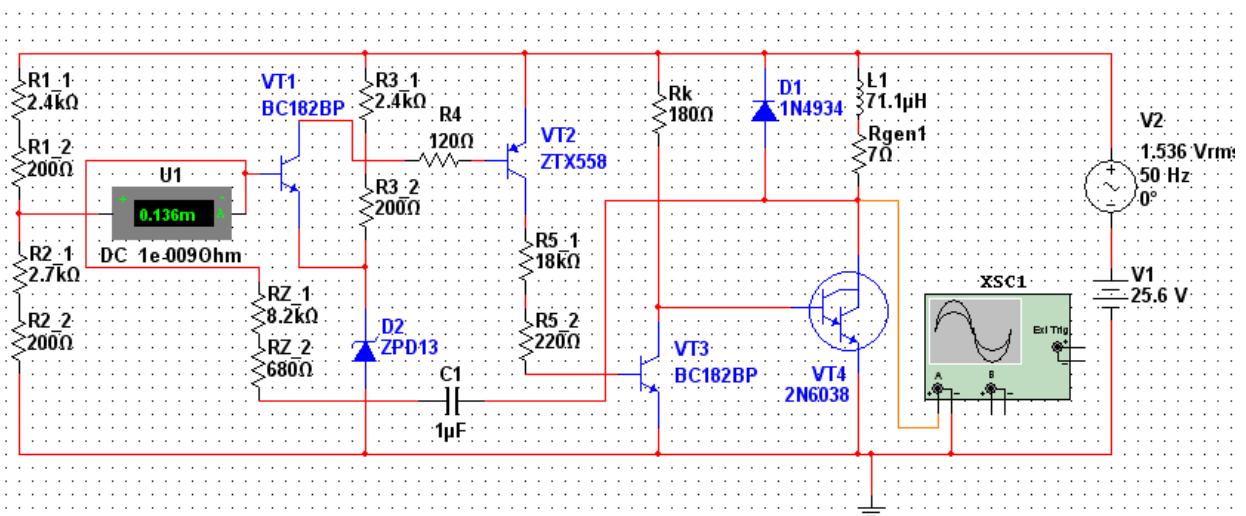 R1_1
2.4kΩ
R1_2
200Ω
U1
+
-
0.136m
A
DC 1e-009Ohm
R2_1
2.7kΩ
R2_2
200Ω
VT1
BC182BP
RZ_1
8.2kΩ
RZ_2
680Ω
R3_1
2.4kΩ
R3_2
200Ω
D2
ZPD13
R4
120Ω
C1
1µF
VT2
ZTX558
R5_1
18kΩ
R5_2
220Ω
VT3
BC182BP
Rk
180Ω
D1
1N4934
L1
71.1µH
Rgen1
7Ω
VT4
2N6038
XSC1
Ext Trig
+
_
A
B
+
_
+
_
V2
1.536 Vrms
50 Hz
0°
+
V1
25.6 V